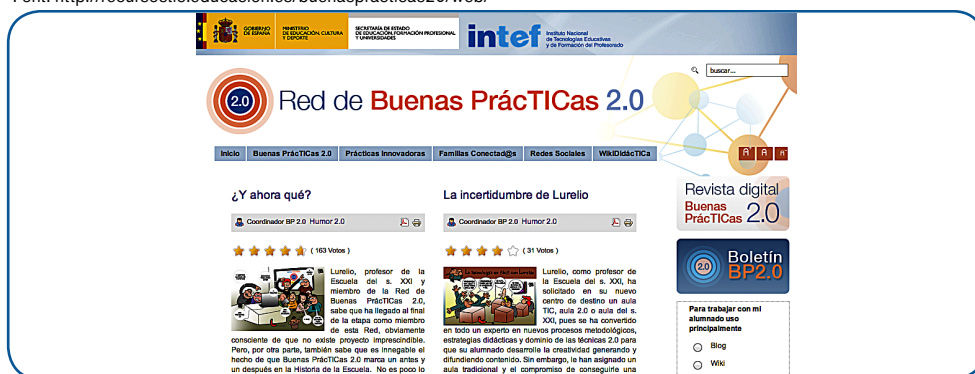 Font: http://recursostic.educacion.es/buenaspracticas20/web/
GOBIERNO
DE ESPAÑA
MINISTERIO
DE EDUCACIÓN, CULTURA
Y DEPORTE
SECRETARÍA DE ESTADO
DE EDUCACIÓN, FORMACIÓN PROFESIONAL
Y UNIVERSIDADES
intef
Instituto Nacional
de Tecnologías Educativas
y de Formación del Profesorado
buscar...
2.0
Red de Buenas PrácTICas 2.0
Inicio Buenas PrácTICas 2.0 Prácticas Innovadoras Familias Conectad@s Redes Sociales WikiDidácTICa
A A A
¿Y ahora qué?
Coordinador BP 2.0 Humor 2.0
( 163 Votos )
Lurelio, profesor de la
Escuela del s. XXI y
miembro de la Red de
Buenas PrácTICas 2.0,
sabe que ha llegado al final
de la etapa como miembro
de esta Red, obviamente
consciente de que no existe proyecto imprescindible.
Pero, por otra parte, también sabe que es innegable el
hecho de que Buenas PrácTICas 2.0 marca un antes y
un después en la Historia de la Escuela. No es poco lo
La incertidumbre de Lurelio
Coordinador BP 2.0 Humor 2.0
( 31 Votos )
Lurelio, como profesor de
la Escuela del s. XXI, ha
solicitado en su nuevo
centro de destino un aula
TIC, aula 2.0 o aula del s.
XXI, pues se ha convertido
en todo un experto en nuevos procesos metodológicos,
estrategias didácticas y dominio de las técnicas 2.0 para
que su alumnado desarrolle la creatividad generando y
difundiendo contenido. Sin embargo, le han asignado un
aula tradicional y el compromiso de conseguirle una
Revista digital
Buenas
PrácTICas 2.0
2.0
Boletín
BP2.0
Para trabajar con mi
alumnado uso
principalmente
Blog
Wiki